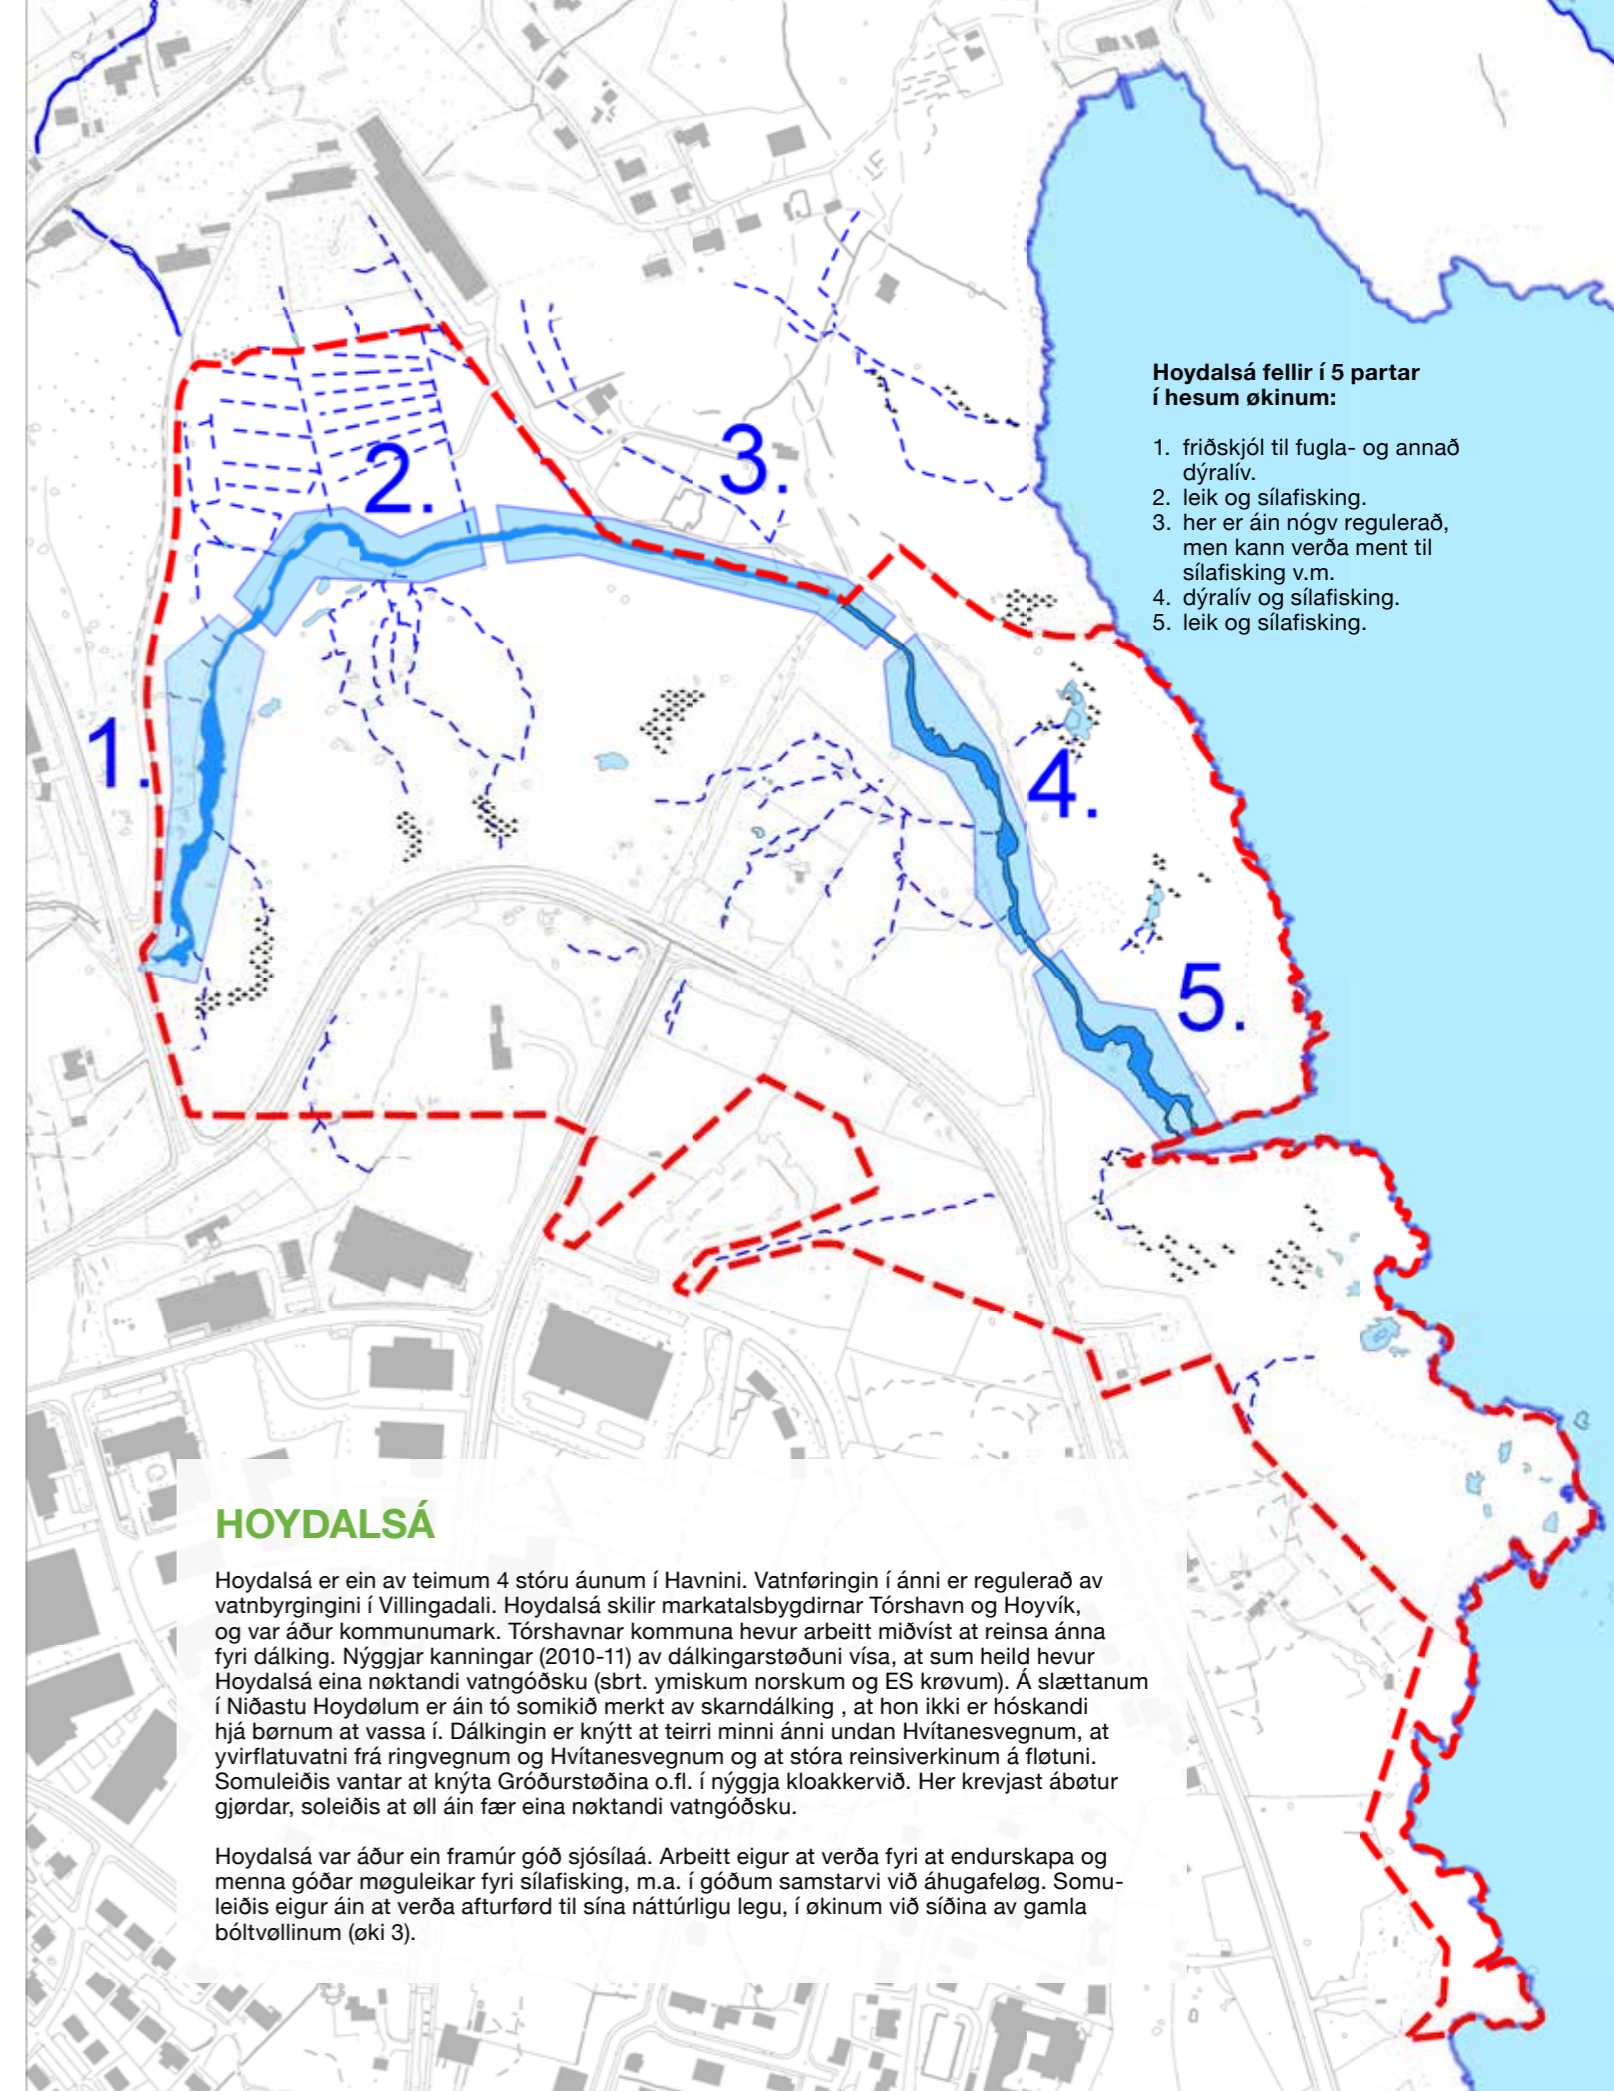 Hoydalsá fellir í 5 partar
í hesum økinum:
1. friðskjól til fugla- og annað
dýralív.
2. leik og sílafisking.
3. her er áin nógv regulerað,
men kann verða ment til
sílafisking v.m.
4. dýralív og sílafisking.
5. leik og sílafisking.
LF
2.
3.
1.
4.
5.
HOYDALSÁ
Hoydalsá er ein av teimum 4 stóru áunum í Havnini. Vatnføringin í ánni er regulerað av
vatnbyrgingini í Villingadali. Hoydalsá skilir markatalsbygdirnar Tórshavn og Hoyvík,
og var áður kommunumark. Tórshavnar kommuna hevur arbeitt miðvíst at reinsa ánna
fyri dálking. Nýggjar kanningar (2010-11) av dálkingarstøðuni vísa, at sum heild hevur
Hoydalsá eina nøktandi vatngóðsku (sbrt. ymiskum norskum og ES krøvum). Á slættanum
í Niðastu Hoydølum er áin tó somikið merkt av skarndálking , at hon ikki er hóskandi
hjá børnum at vassa í. Dálkingin er knýtt at teirri minni ánni undan Hvítanesvegnum, at
yvirflatuvatni frá ringvegnum og Hvítanesvegnum og at stóra reinsiverkinum á fløtuni.
Somuleiðis vantar at knýta Gróðurstøðina o.fl. í nýggja kloakkervið. Her krevjast ábøtur
gjørdar, soleiðis at øll áin fær eina nøktandi vatngóðsku.
Hoydalsá var áður ein framúr góð sjósílaá. Arbeitt eigur at verða fyri at endurskapa og
menna góðar møguleikar fyri sílafisking, m.a. í góðum samstarvi við áhugafeløg. Somu-
leiðis eigur áin at verða afturførd til sína náttúrligu legu, í økinum við síðina av gamla
bóltvøllinum (øki 3).